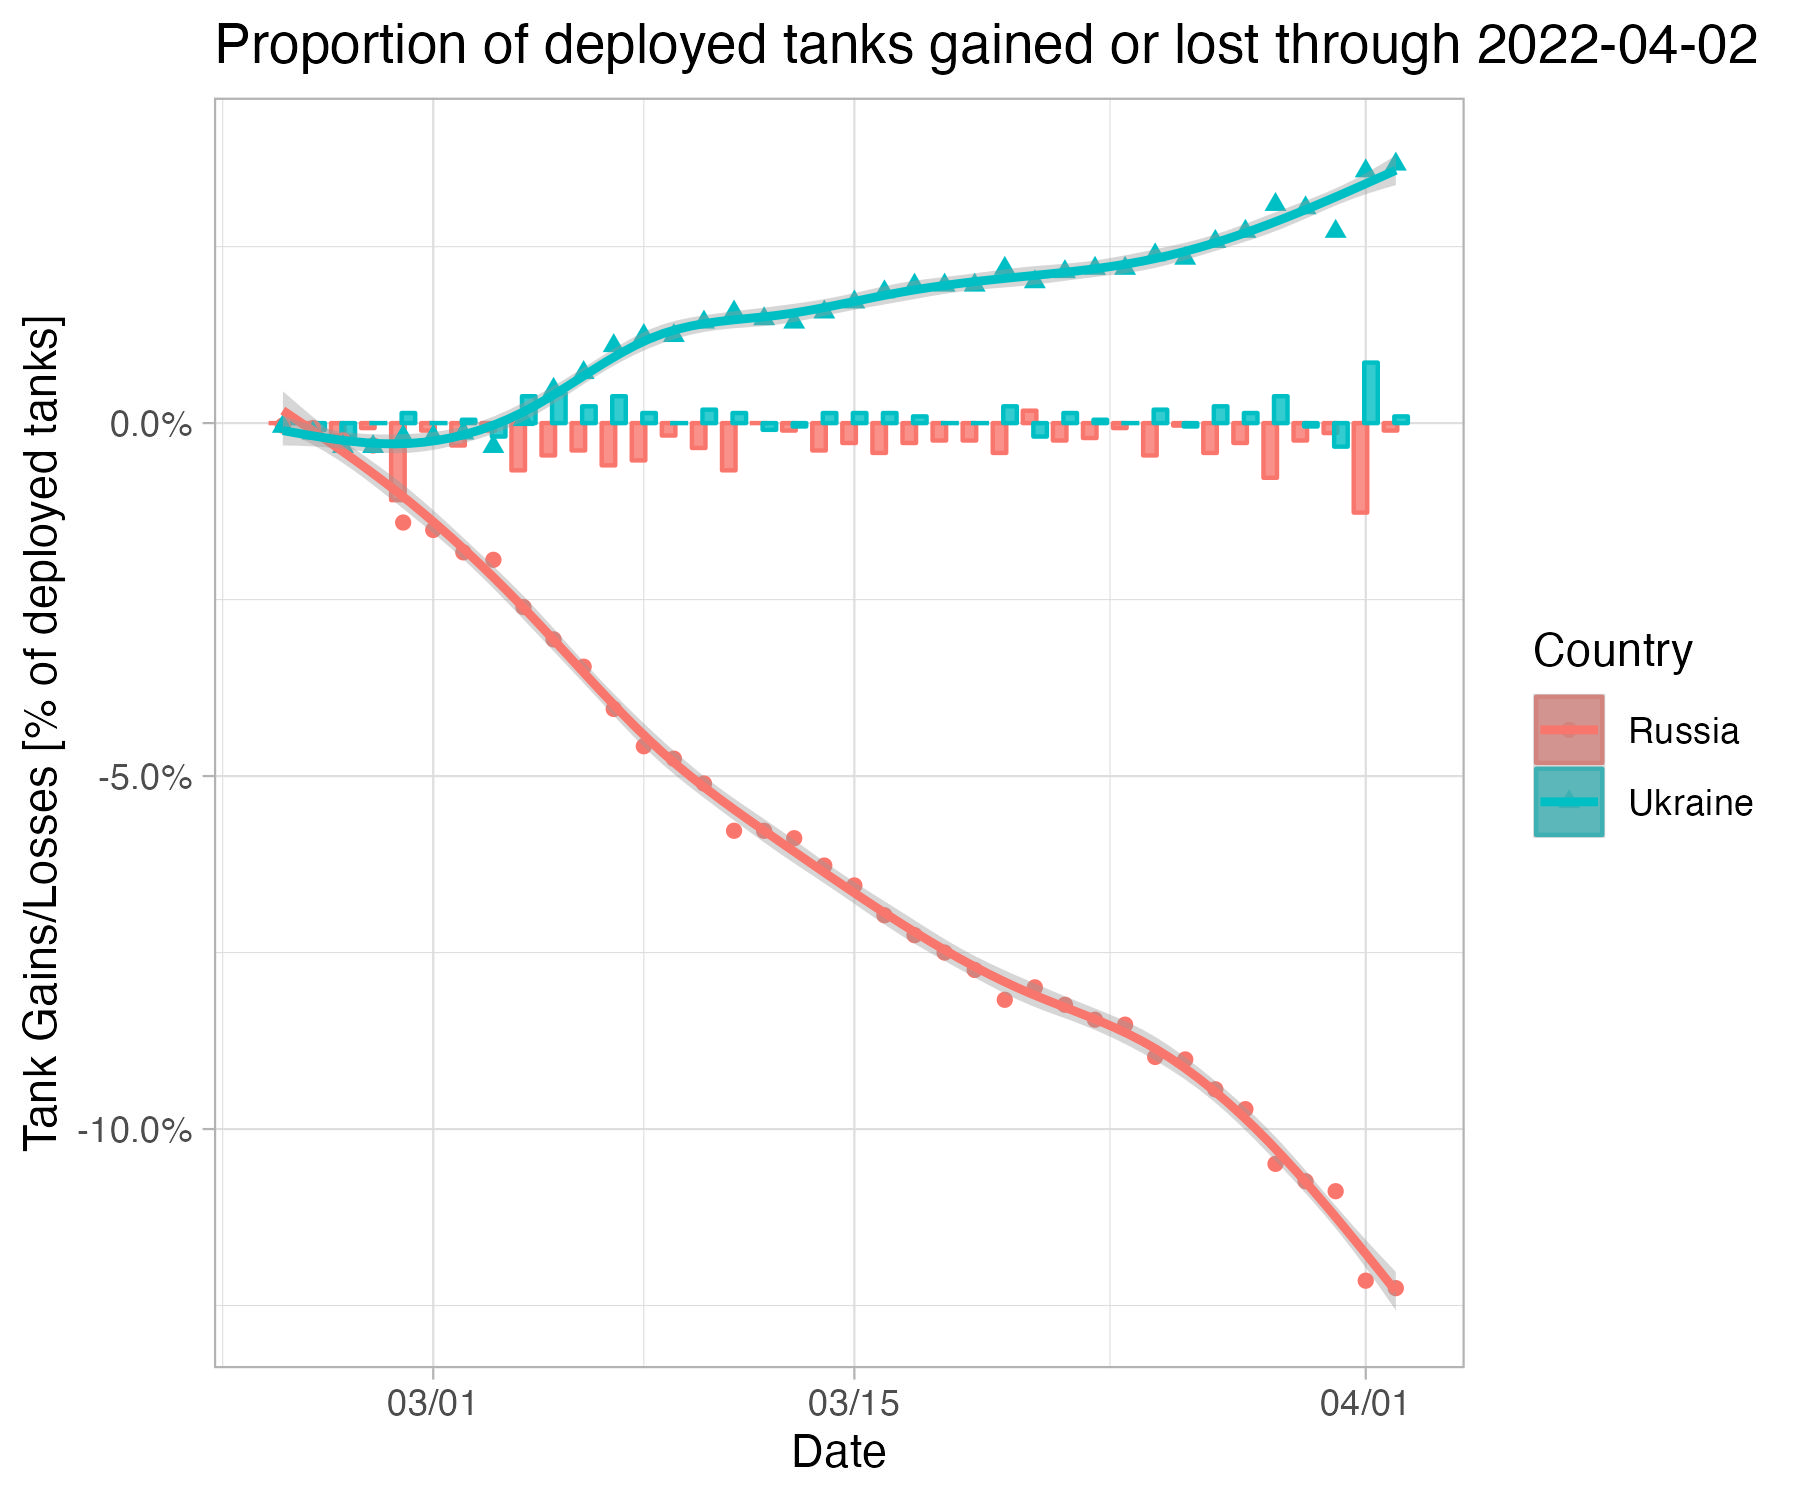 Proportion of deployed tanks gained or lost through 2022-04-02
Tank Gains/Losses [% of deployed tanks]
0.0%
-5.0%
-10.0%
03/01
03/15
04/01
Date
Country
Russia
Ukraine